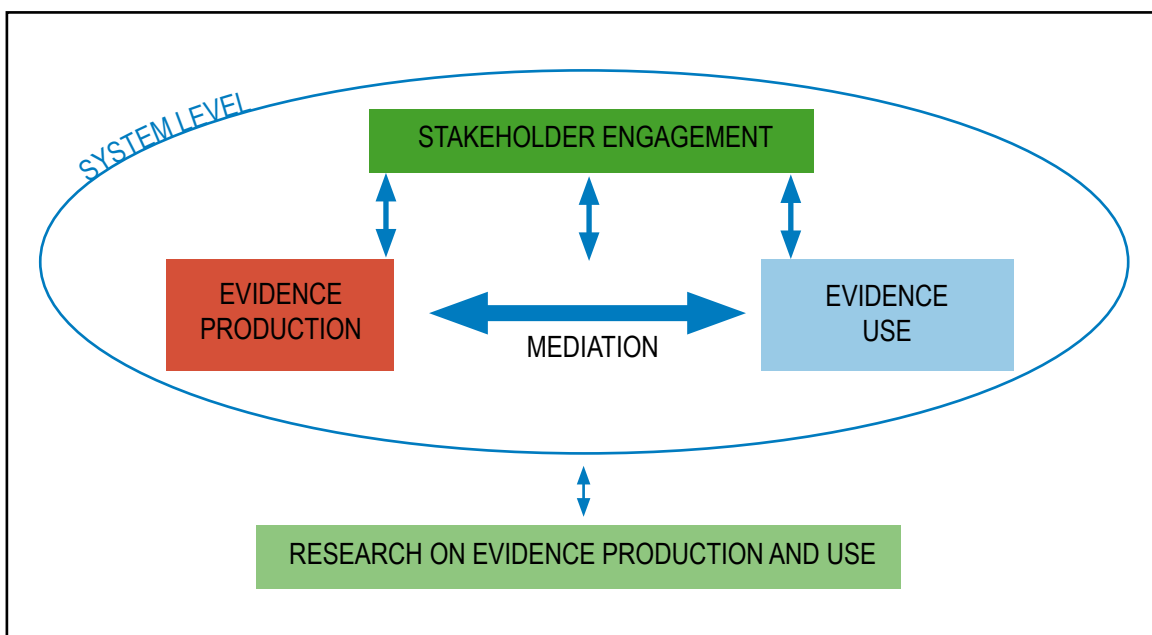 SYSTEM LEVEL
STAKEHOLDER ENGAGEMENT
EVIDENCE
PRODUCTION
MEDIATION
EVIDENCE
USE
RESEARCH ON EVIDENCE PRODUCTION AND USE